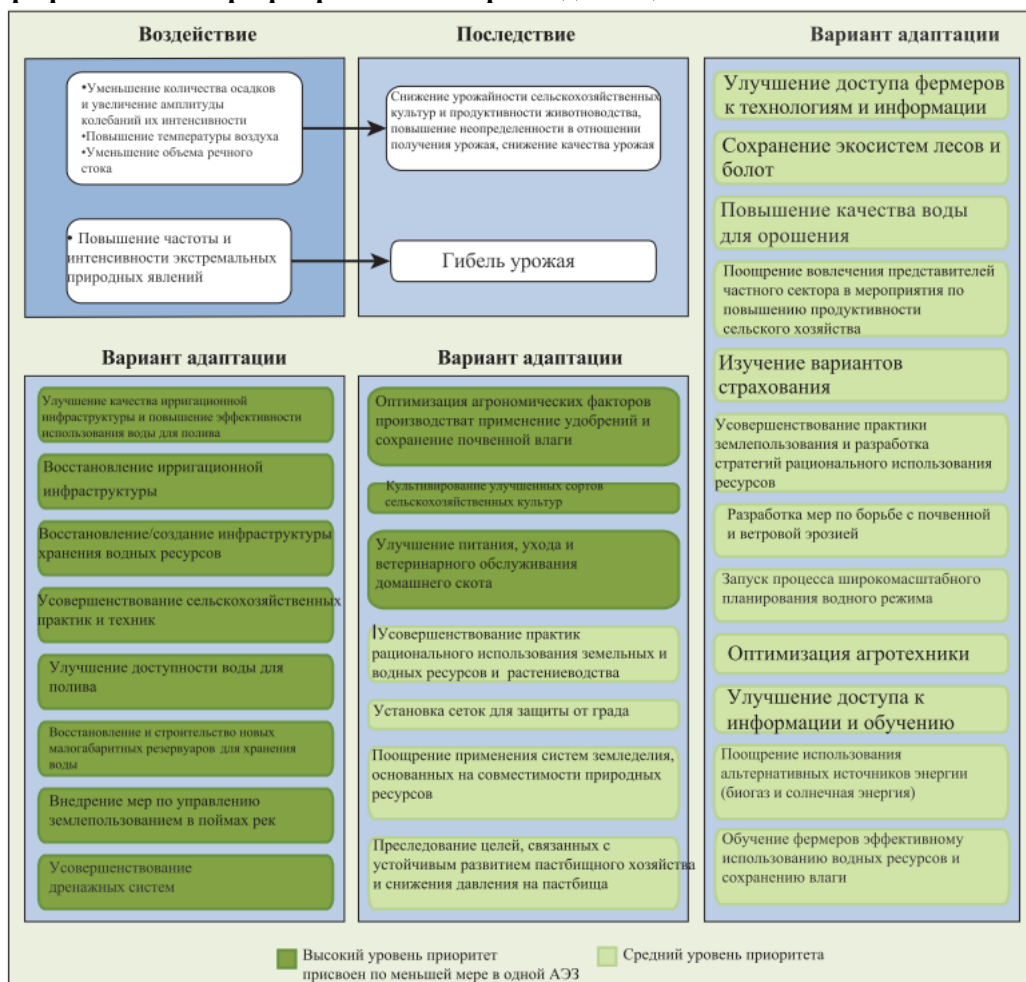 Воздействие
•Уменьшение количества осадков
и увеличение амплитуды
колебаний их интенсивности
•Повышение температуры воздуха
•Уменьшение объема речного
стока
• Повышение частоты и
интенсивности экстремальных
природных явлений
Последствие
Снижение урожайности сельскохозяйственных
культур и продуктивности животноводства,
повышение неопределенности в отношении
получения урожая, снижение качества урожая
Гибель урожая
Вариант адаптации
Улучшение качества ирригационной
инфраструктуры и повышение эффективности
использования воды для полива
Восстановление ирригационной
инфраструктуры
Восстановление/создание инфраструктуры
хранения водных ресурсов
Усовершенствование сельскохозяйственных
практик и техник
Улучшение доступности воды для
полива
Восстановление и строительство новых
малогабаритных резервуаров для хранения
воды
Внедрение мер по управлению
землепользованием в поймах рек
Усовершенствование
дренажных систем
Вариант адаптации
Оптимизация агрономических факторов
производстват применение удобрений и
сохранение почвенной влаги
Культивирование улучшенных сортов
сельскохозяйственных культур
Улучшение питания, ухода и
ветеринарного обслуживания
домашнего скота
Усовершенствование практик
рационального использования земельных и
водных ресурсов и растениеводства
Установка сеток для защиты от града
Поощрение применения систем земледелия,
основанных на совместимости природных
ресурсов
Преследование целей, связанных с
устойчивым развитием пастбищного хозяйства
и снижения давления на пастбища
Вариант адаптации
Улучшение доступа фермеров
к технологиям и информации
Сохранение экосистем лесов и
болот
Повышение качества воды
для орошения
Поощрение вовлечения представителей
частного сектора в мероприятия по
повышению продуктивности
сельского хозяйства
Изучение вариантов
страхования
Усовершенствование практики
землепользования и разработка
стратегий рационального использования
ресурсов
Разработка мер по борьбе с почвенной
и ветровой эрозией
Запуск процесса широкомасштабного
планирования водного режима
Оптимизация агротехники
Улучшение доступа к
информации и обучению
Поощрение использования
альтернативных источников энергии
(биогаз и солнечная энергия)
Обучение фермеров эффективному
использованию водных ресурсов и
сохранению влаги
Высокий уровень приоритет
присвоен по меньшей мере в одной АЭЗ
Средний уровень приоритета